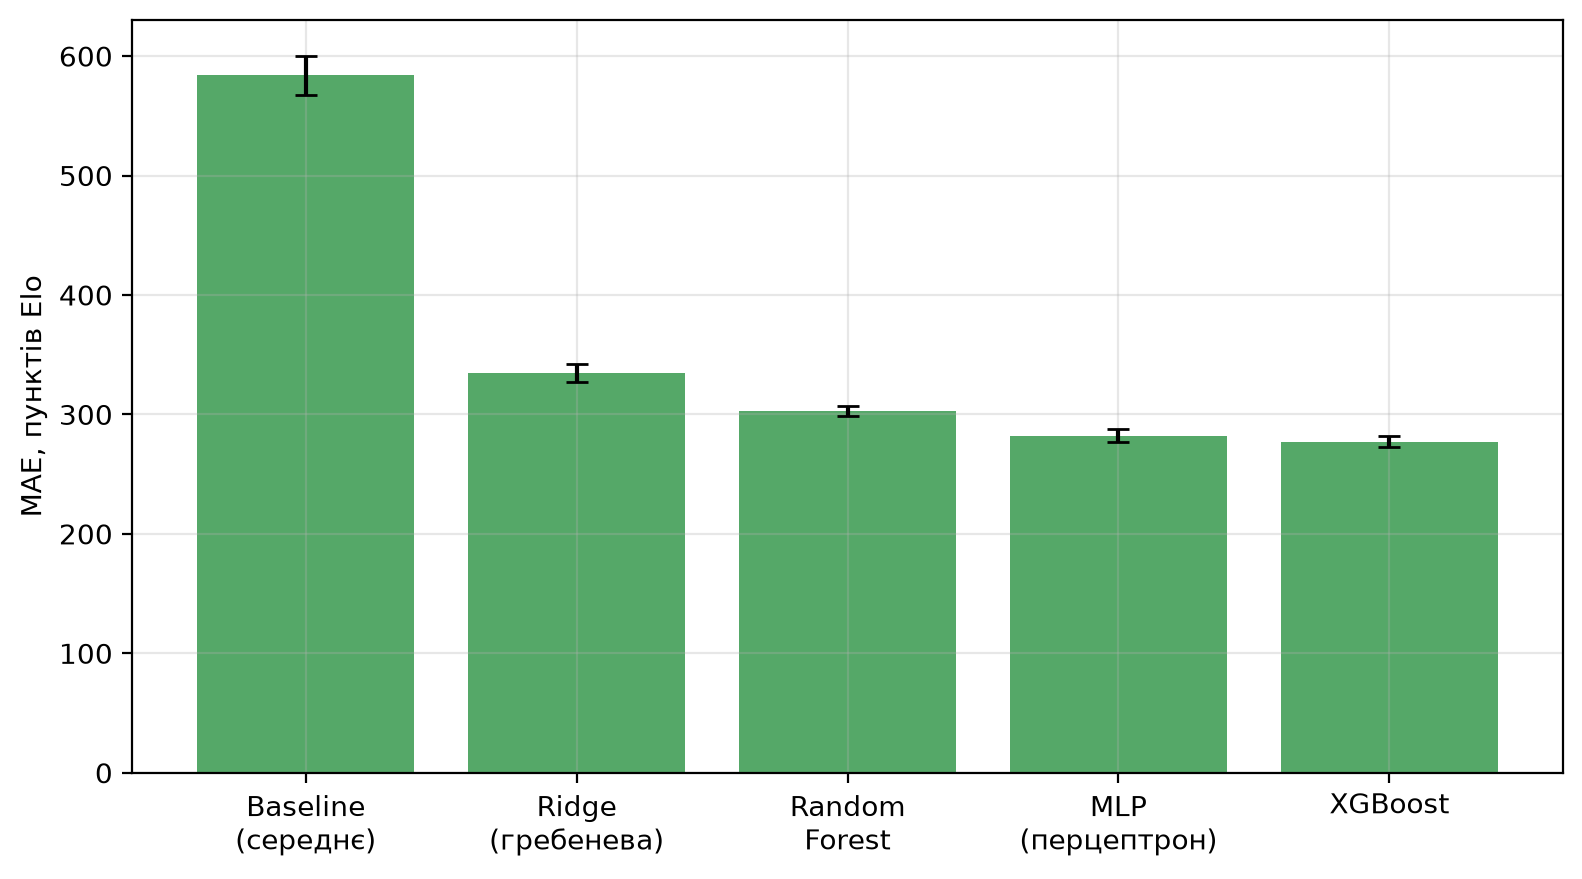 600
500
400
300
200
100
0
MAE, пунктів Elo
Baseline
(середнє)
Ridge
(гребенева)
Random
Forest
MLP
(перцептрон)
XGBoost